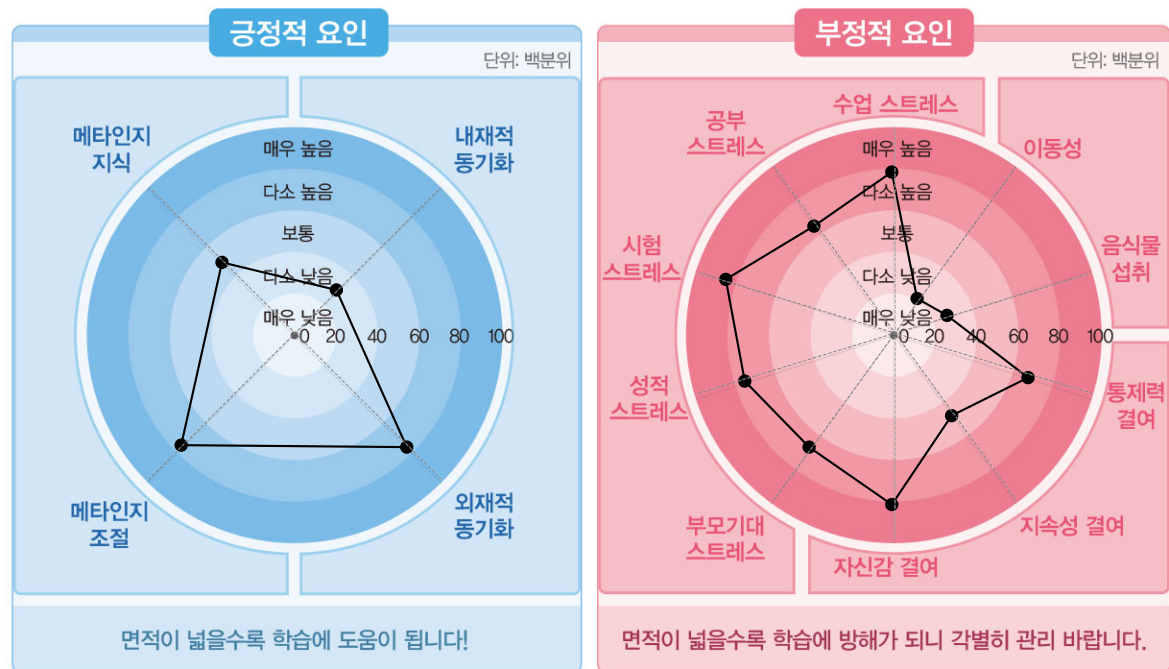 긍정적 요인
단위: 백분위
메타인지
지식
내재적
동기화
매우 높음
다소 높음
보통
다소 낮음
매우 낮음
0 20 40 60 80 100
메타인지
조절
외재적
동기화
면적이 넓을수록 학습에 도움이 됩니다!
부정적 요인
단위: 백분위
수업 스트레스
공부
스트레스
이동성
매우 높음
다소 높음
보통
다소 낮음
매우 낮음
시험
스트레스
음식물
섭취
0 20 40 60 80 100
성적
스트레스
통제력
결여
부모기대
스트레스
지속성 결여
자신감 결여
면적이 넓을수록 학습에 방해가 되니 각별히 관리 바랍니다.